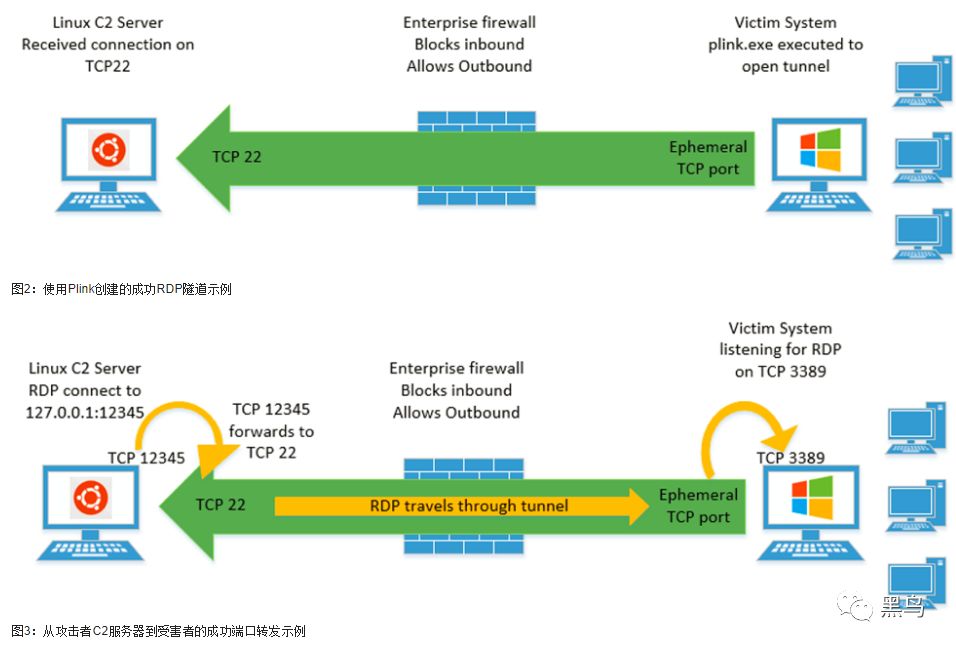 Linux C2 Server
Received connection on
TCP22
Enterprise firewall
Blocks inbound
Allows Outbound
Victim System
plink.exe executed to
open tunnel
TCP 22
Ephemeral
TCP port
图2：使用Plink创建的成功RDP隧道示例
Victim System
listening for RDP
on TCP 3389
Linux C2 Server
RDP connect to
127.0.0.1:12345
Enterprise firewall
Blocks inbound
Allows Outbound
TCP 12345
forwards to
TCP 22
TCP 12345
TCP 3389
TCP 22
RDP travels through tunnel
Ephemeral
TCP port
黑鸟
图3：从攻击者C2服务器到受害者的成功端口转发示例